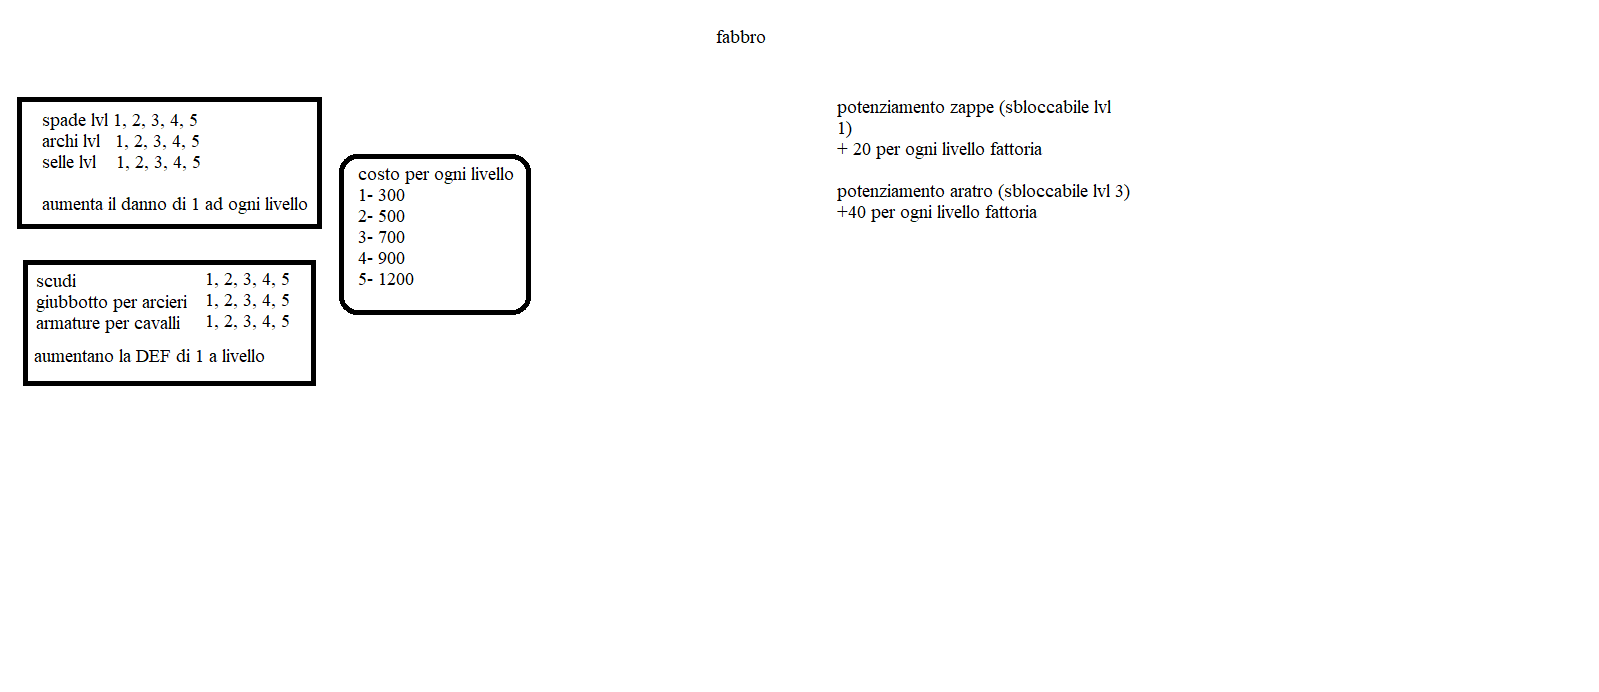 fabbro
spade lvl 1, 2, 3, 4, 5
archi lvl 1, 2, 3, 4, 5
selle lvl 1, 2, 3, 4, 5
aumenta il danno di 1 ad ogni livello
scudi 1, 2, 3, 4, 5
giubbotto per arcieri 1, 2, 3, 4, 5
armature per cavalli 1, 2, 3, 4, 5
aumentano la DEF di 1 a livello
costo per ogni livello
1- 300
2- 500
3- 700
4- 900
5- 1200
potenziamento zappe (sbloccabile lvl
1)
+ 20 per ogni livello fattoria
potenziamento aratro (sbloccabile lvl 3)
+40 per ogni livello fattoria